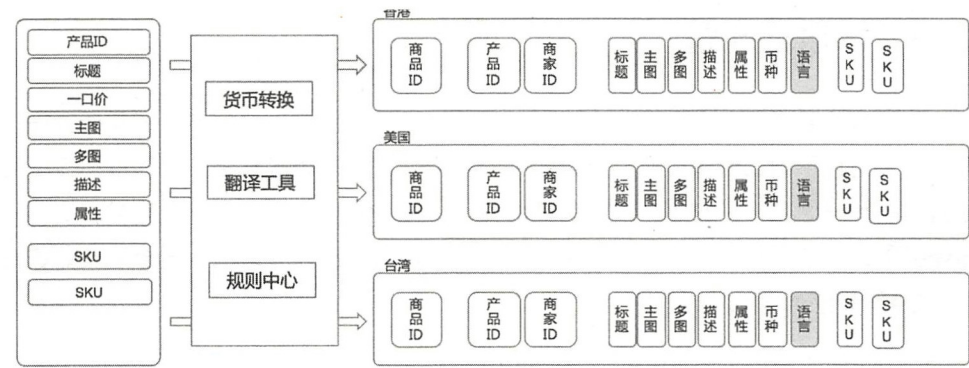 产品ID
标题
一口价
主图
多图
描述
属性
SKU
SKU
货币转换
翻译工具
规则中心
香港
商品ID
产品ID
商家ID
标题
主图
多图
描述
属性
币种
语言
SKU
SKU
美国
商品ID
产品ID
商家ID
标题
主图
多图
描述
属性
币种
语言
SKU
SKU
台湾
商品ID
产品ID
商家ID
标题
主图
多图
描述
属性
币种
语言
SKU
SKU